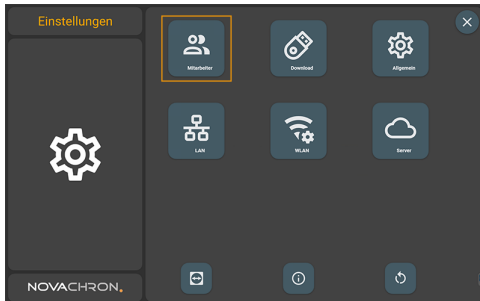 Einstellungen
Mitarbeiter
Download
Allgemein
LAN
WLAN
Server
NOVACHRON.